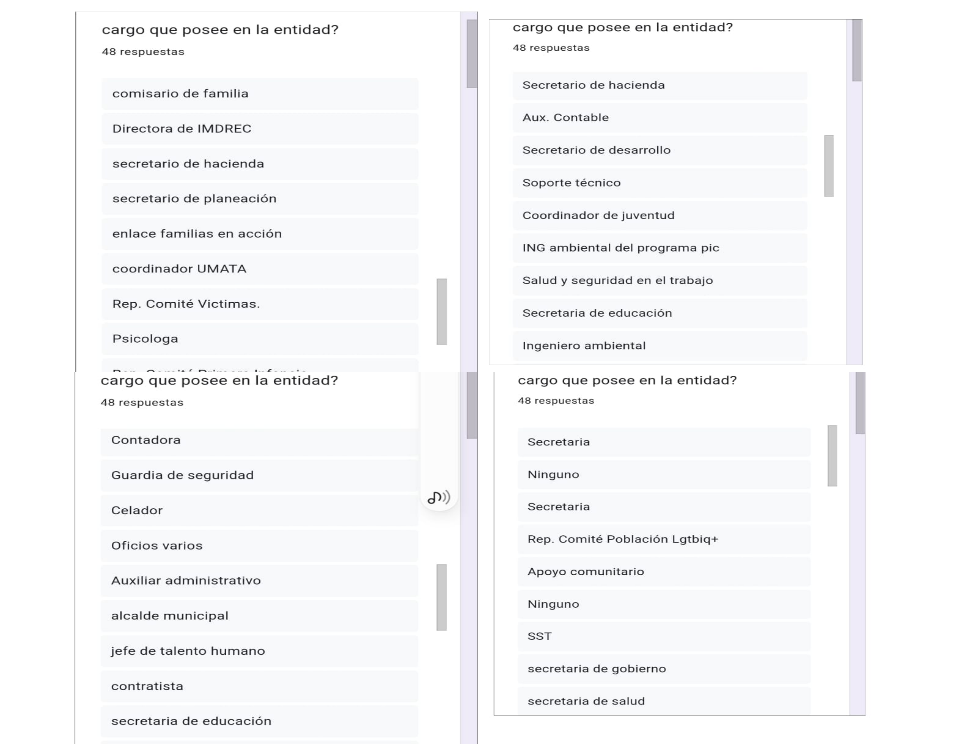 cargo que posee en la entidad?
48 respuestas
comisario de familia
Directora de IMDREC
secretario de hacienda
secretario de planeación
enlace familias en acción
coordinador UMATA
Rep. Comité Victimas.
Psicologa
cargo que posee en la entidad?
48 respuestas
Secretario de hacienda
Aux. Contable
Secretario de desarrollo
Soporte técnico
Coordinador de juventud
ING ambiental del programa pic
Salud y seguridad en el trabajo
Secretaria de educación
Ingeniero ambiental
cargo que posee en la entidad?
48 respuestas
Contadora
Guardia de seguridad
Celador
Oficios varios
Auxiliar administrativo
alcalde municipal
jefe de talento humano
contratista
secretaria de educación
cargo que posee en la entidad?
48 respuestas
Secretaria
Ninguno
Secretaria
Rep. Comité Población Lgtbiq+
Apoyo comunitario
Ninguno
SST
secretaria de gobierno
secretaria de salud